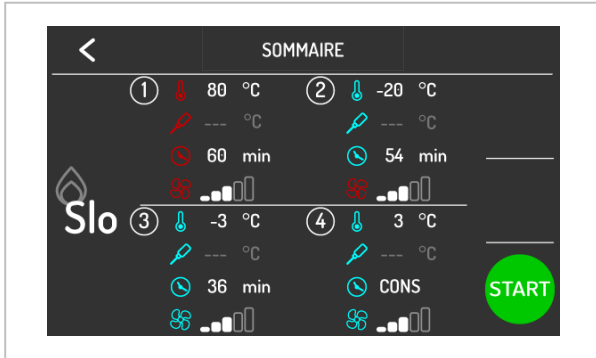 SOMMAIRE
1 80 °C 2 -20 °C
--- °C --- °C
60 min 54 min
Slo
3 -3 °C 4 3 °C
--- °C --- °C
36 min CONS
START